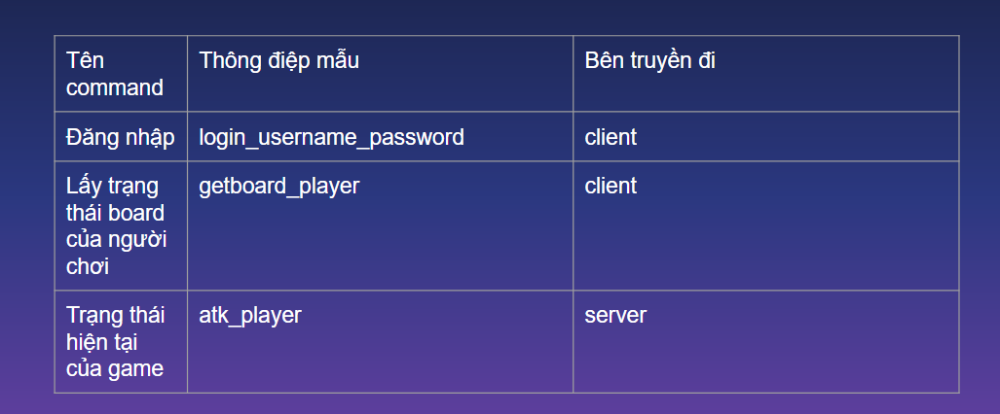 Tên
command
Thông điệp mẫu
Bên truyền đi
Đăng nhập
login_username_password
client
Lấy trạng
thái board
của người
chơi
getboard_player
client
Trạng thái
hiện tại
của game
atk_player
server